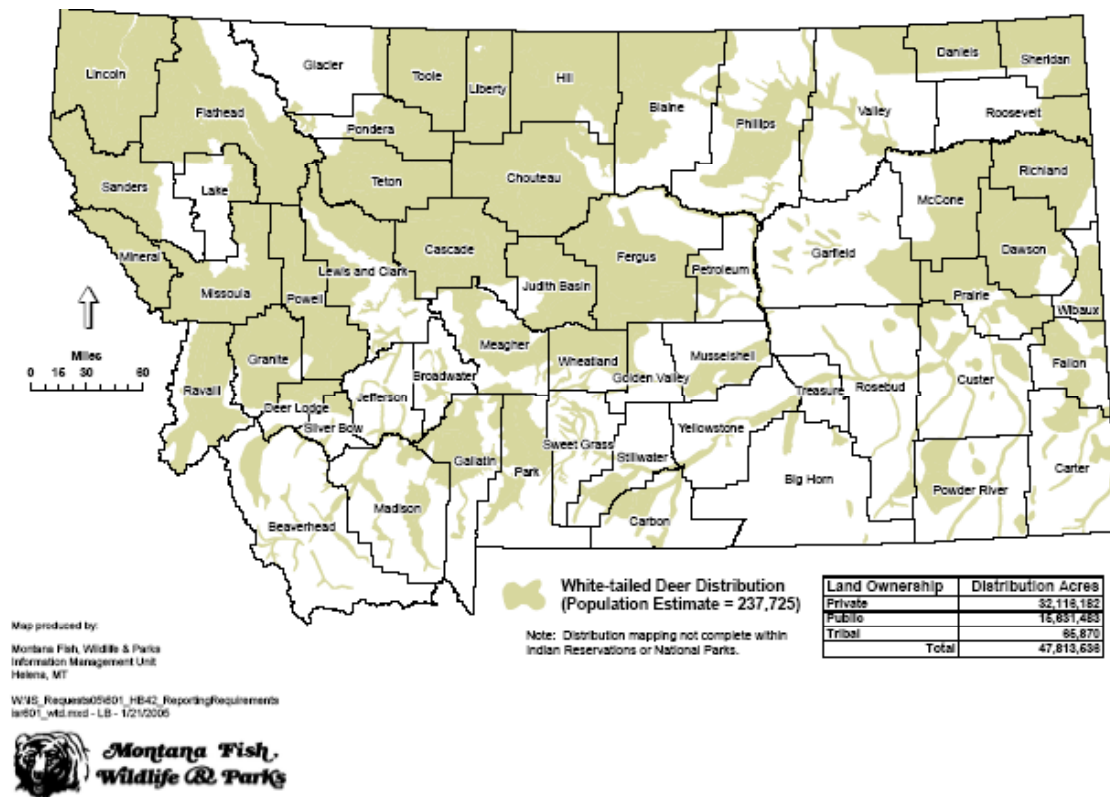 Lincoln
Glacier
Toole
Liberty
Hill
Daniels
Sheridan
Flathead
Blaine
Phillips
Valley
Roosevelt
Pondera
Teton
Chouteau
Richland
Sanders
Lake
McCone
Mineral
Cascade
Fergus
Garfield
Dawson
Lewis and Clark
Petroleum
Missoula
Powell
Judith Basin
Prairie
Wibaux
Meagher
Wheatland
Musselshell
Granite
Broadwater
Golden Valley
Fallon
Ravalli
Jefferson
Treasure
Rosebud
Custer
Deer Lodge
Silver Bow
Sweet Grass
Yellowstone
Gallatin
Park
Stillwater
Carter
Big Horn
Powder River
Madison
Carbon
Beaverhead
Miles
0 15 30 60
White-tailed Deer Distribution
(Population Estimate = 237,725)
Note: Distribution mapping not complete within
Indian Reservations or National Parks.
Land Ownership Distribution Acres
Private 32,116,182
Public 15,631,483
Tribal 65,870
Total 47,813,536
Map produced by:
Montana Fish, Wildlife & Parks
Information Management Unit
Helena, MT
LB - 1/21/2005
Montana Fish,
Wildlife & Parks